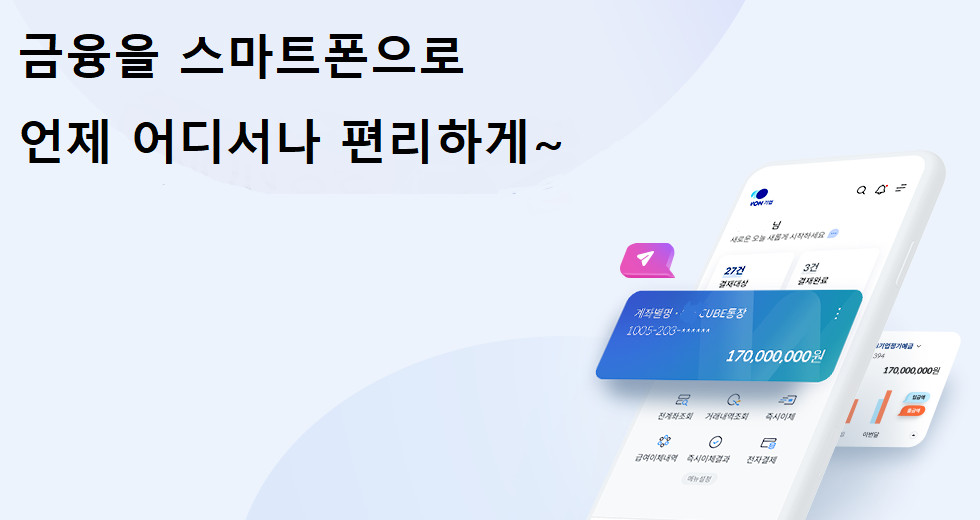 금융을 스마트폰으로
언제 어디서나 편리하게~
VON 기업
님
새로운 오늘 새롭게 시작하세요
27건
결재대상
3건
결재완료
계좌별명 · CUBE통장
1005-203-******
170,000,000원
기업정기예금
394
170,000,000원
입금액
출금액
이번달
전계좌조회
거래내역조회
즉시이체
급여이체내역
즉시이체결과
전자결재
메뉴설정